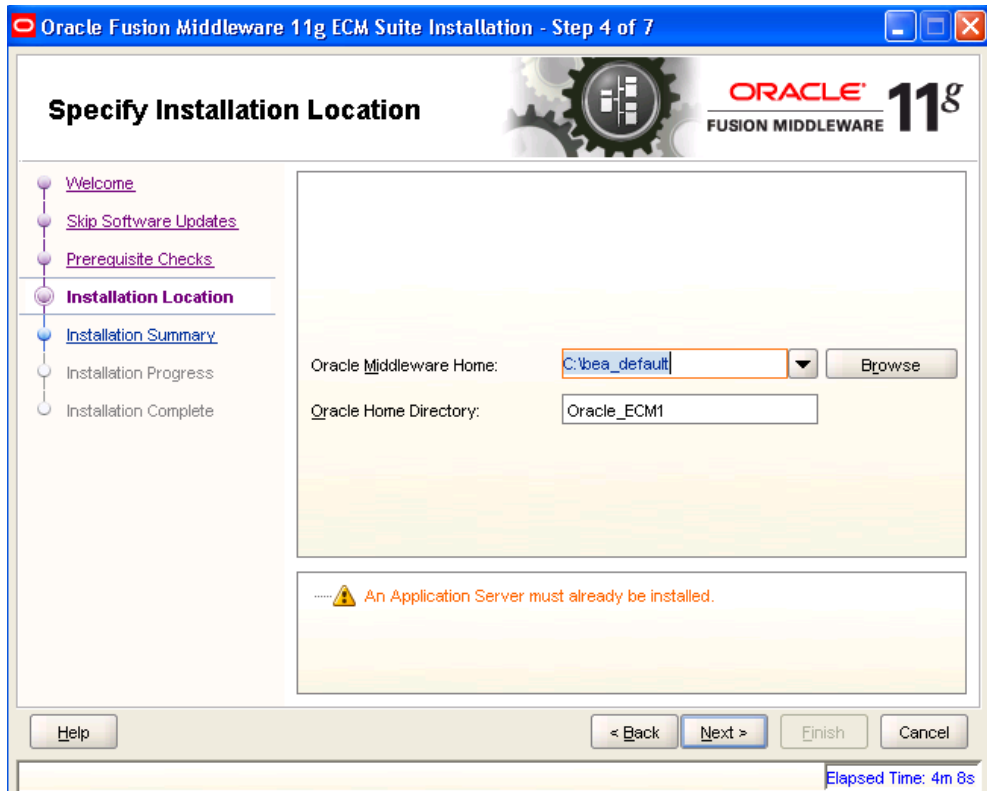 Oracle Fusion Middleware 11g ECM Suite Installation - Step 4 of 7
Specify Installation Location
ORACLE®
FUSION MIDDLEWARE
11g
Welcome
Skip Software Updates
Prerequisite Checks
Installation Location
Installation Summary
Installation Progress
Installation Complete
Oracle Middleware Home: C:\bea_default Browse
Oracle Home Directory: Oracle_ECM1
An Application Server must already be installed.
Help < Back Next > Finish Cancel
Elapsed Time: 4m 8s